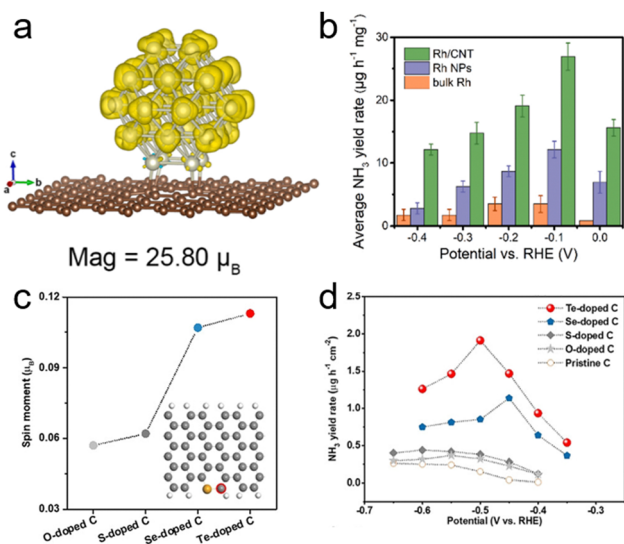 a
c
a
b
Mag = 25.80 μB
b
Average NH3 yield rate (μg h-1 mg-1)
30
20
10
0
Rh/CNT
Rh NPs
bulk Rh
-0.4 -0.3 -0.2 -0.1 0.0
Potential vs. RHE (V)
c
Spin moment (μB)
0.12
0.09
0.06
0.03
O-doped C
S-doped C
Se-doped C
Te-doped C
d
NH3 yield rate (μg h-1 cm-2)
2.5
2.0
1.5
1.0
0.5
0.0
Te-doped C
Se-doped C
S-doped C
O-doped C
Pristine C
-0.7 -0.6 -0.5 -0.4 -0.3
Potential (V vs. RHE)